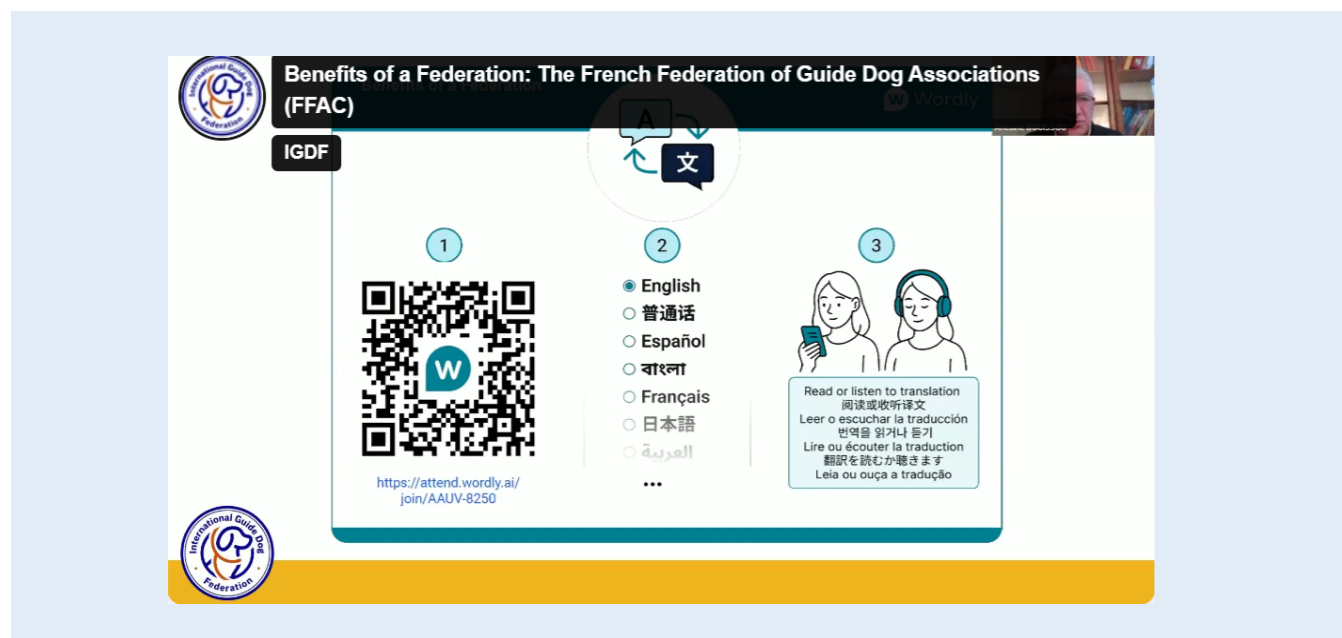 Benefits of a Federation: The French Federation of Guide Dog Associations
(FFAC)
IGDF
International Guide Dog
Federation
Benefits of a Federation
Wordly
A
文
1
2
3
W
English
普通话
Español
বাংলা
Français
日本語
العربية
...
https://attend.wordly.ai/
join/AAUV-8250
Read or listen to translation
阅读或收听译文
Leer o escuchar la traducción
번역을 읽거나 듣기
Lire ou écouter la traduction
翻訳を読むか聴きます
Leia ou ouça a tradução
International Guide Dog
Federation